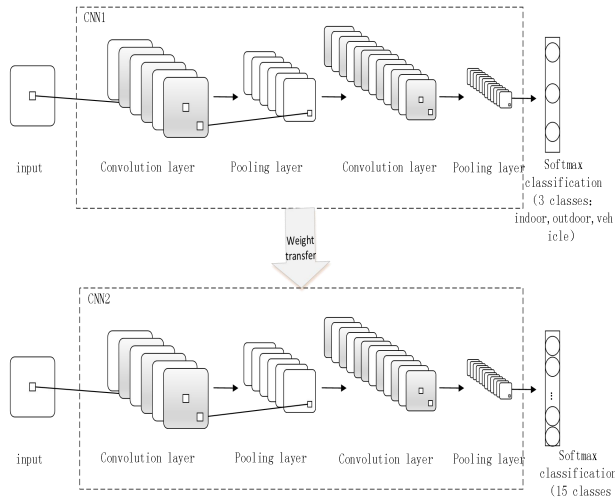 CNN1
input
Convolution layer
Pooling layer
Convolution layer
Pooling layer
Softmax
classification
(3 classes:
indoor,outdoor,veh
icle)
Weight
transfer
CNN2
input
Convolution layer
Pooling layer
Convolution layer
Pooling layer
⋮
Softmax
classification
(15 classes